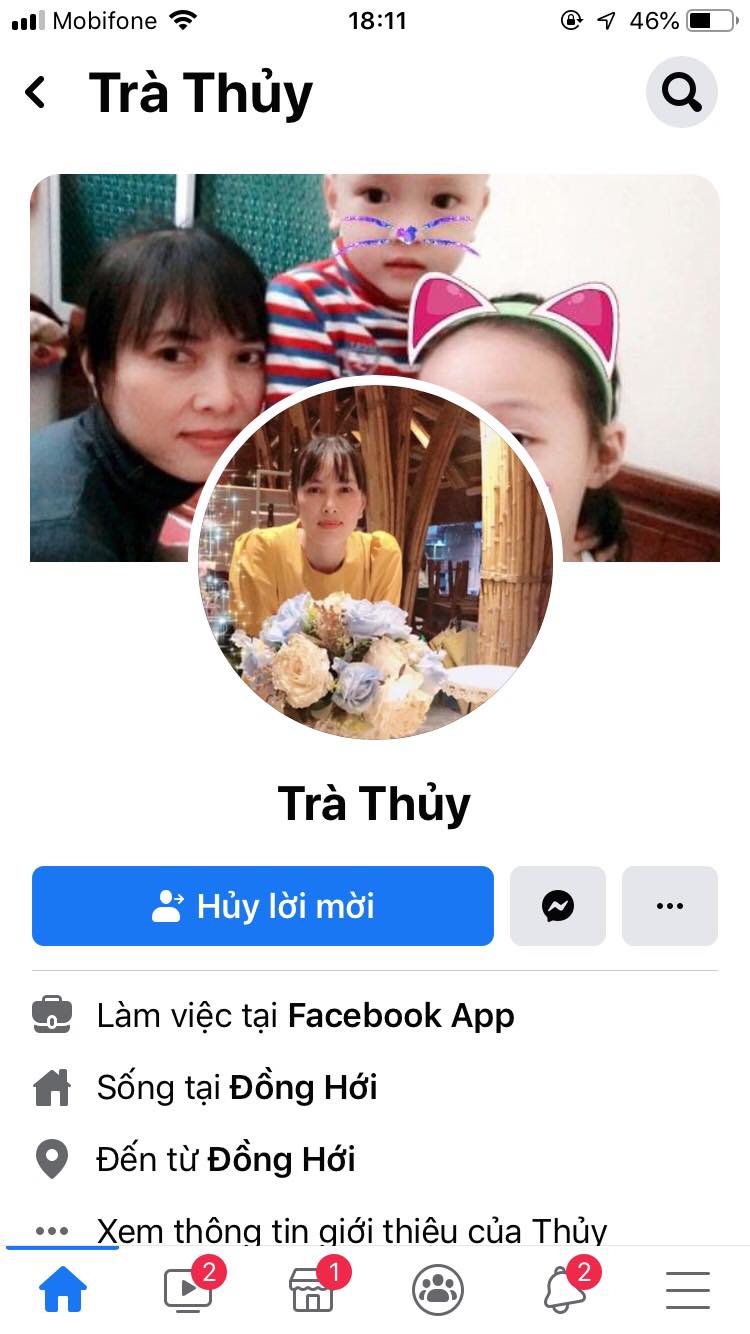 Mobifone 18:11 46%
Trà Thủy
Trà Thủy
Hủy lời mời
Làm việc tại Facebook App
Sống tại Đồng Hới
Đến từ Đồng Hới
Xem thông tin giới thiệu của Thủy
2 1 2